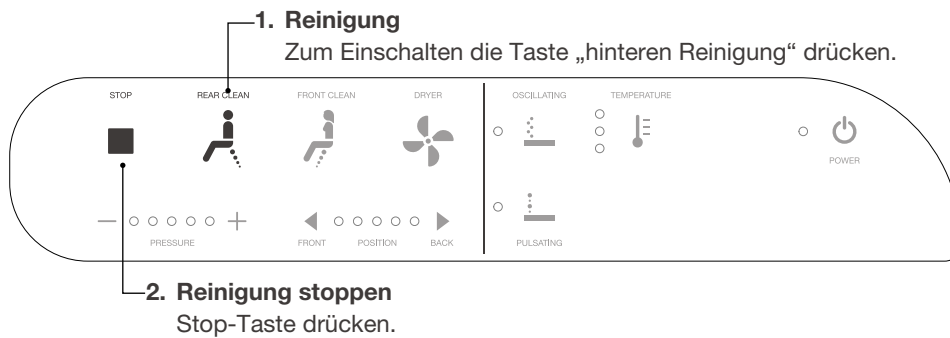 1. Reinigung
Zum Einschalten die Taste „hinteren Reinigung“ drücken.
STOP REAR CLEAN FRONT CLEAN DRYER OSCILLATING TEMPERATURE
POWER
PRESSURE FRONT POSITION BACK PULSATING
2. Reinigung stoppen
Stop-Taste drücken.